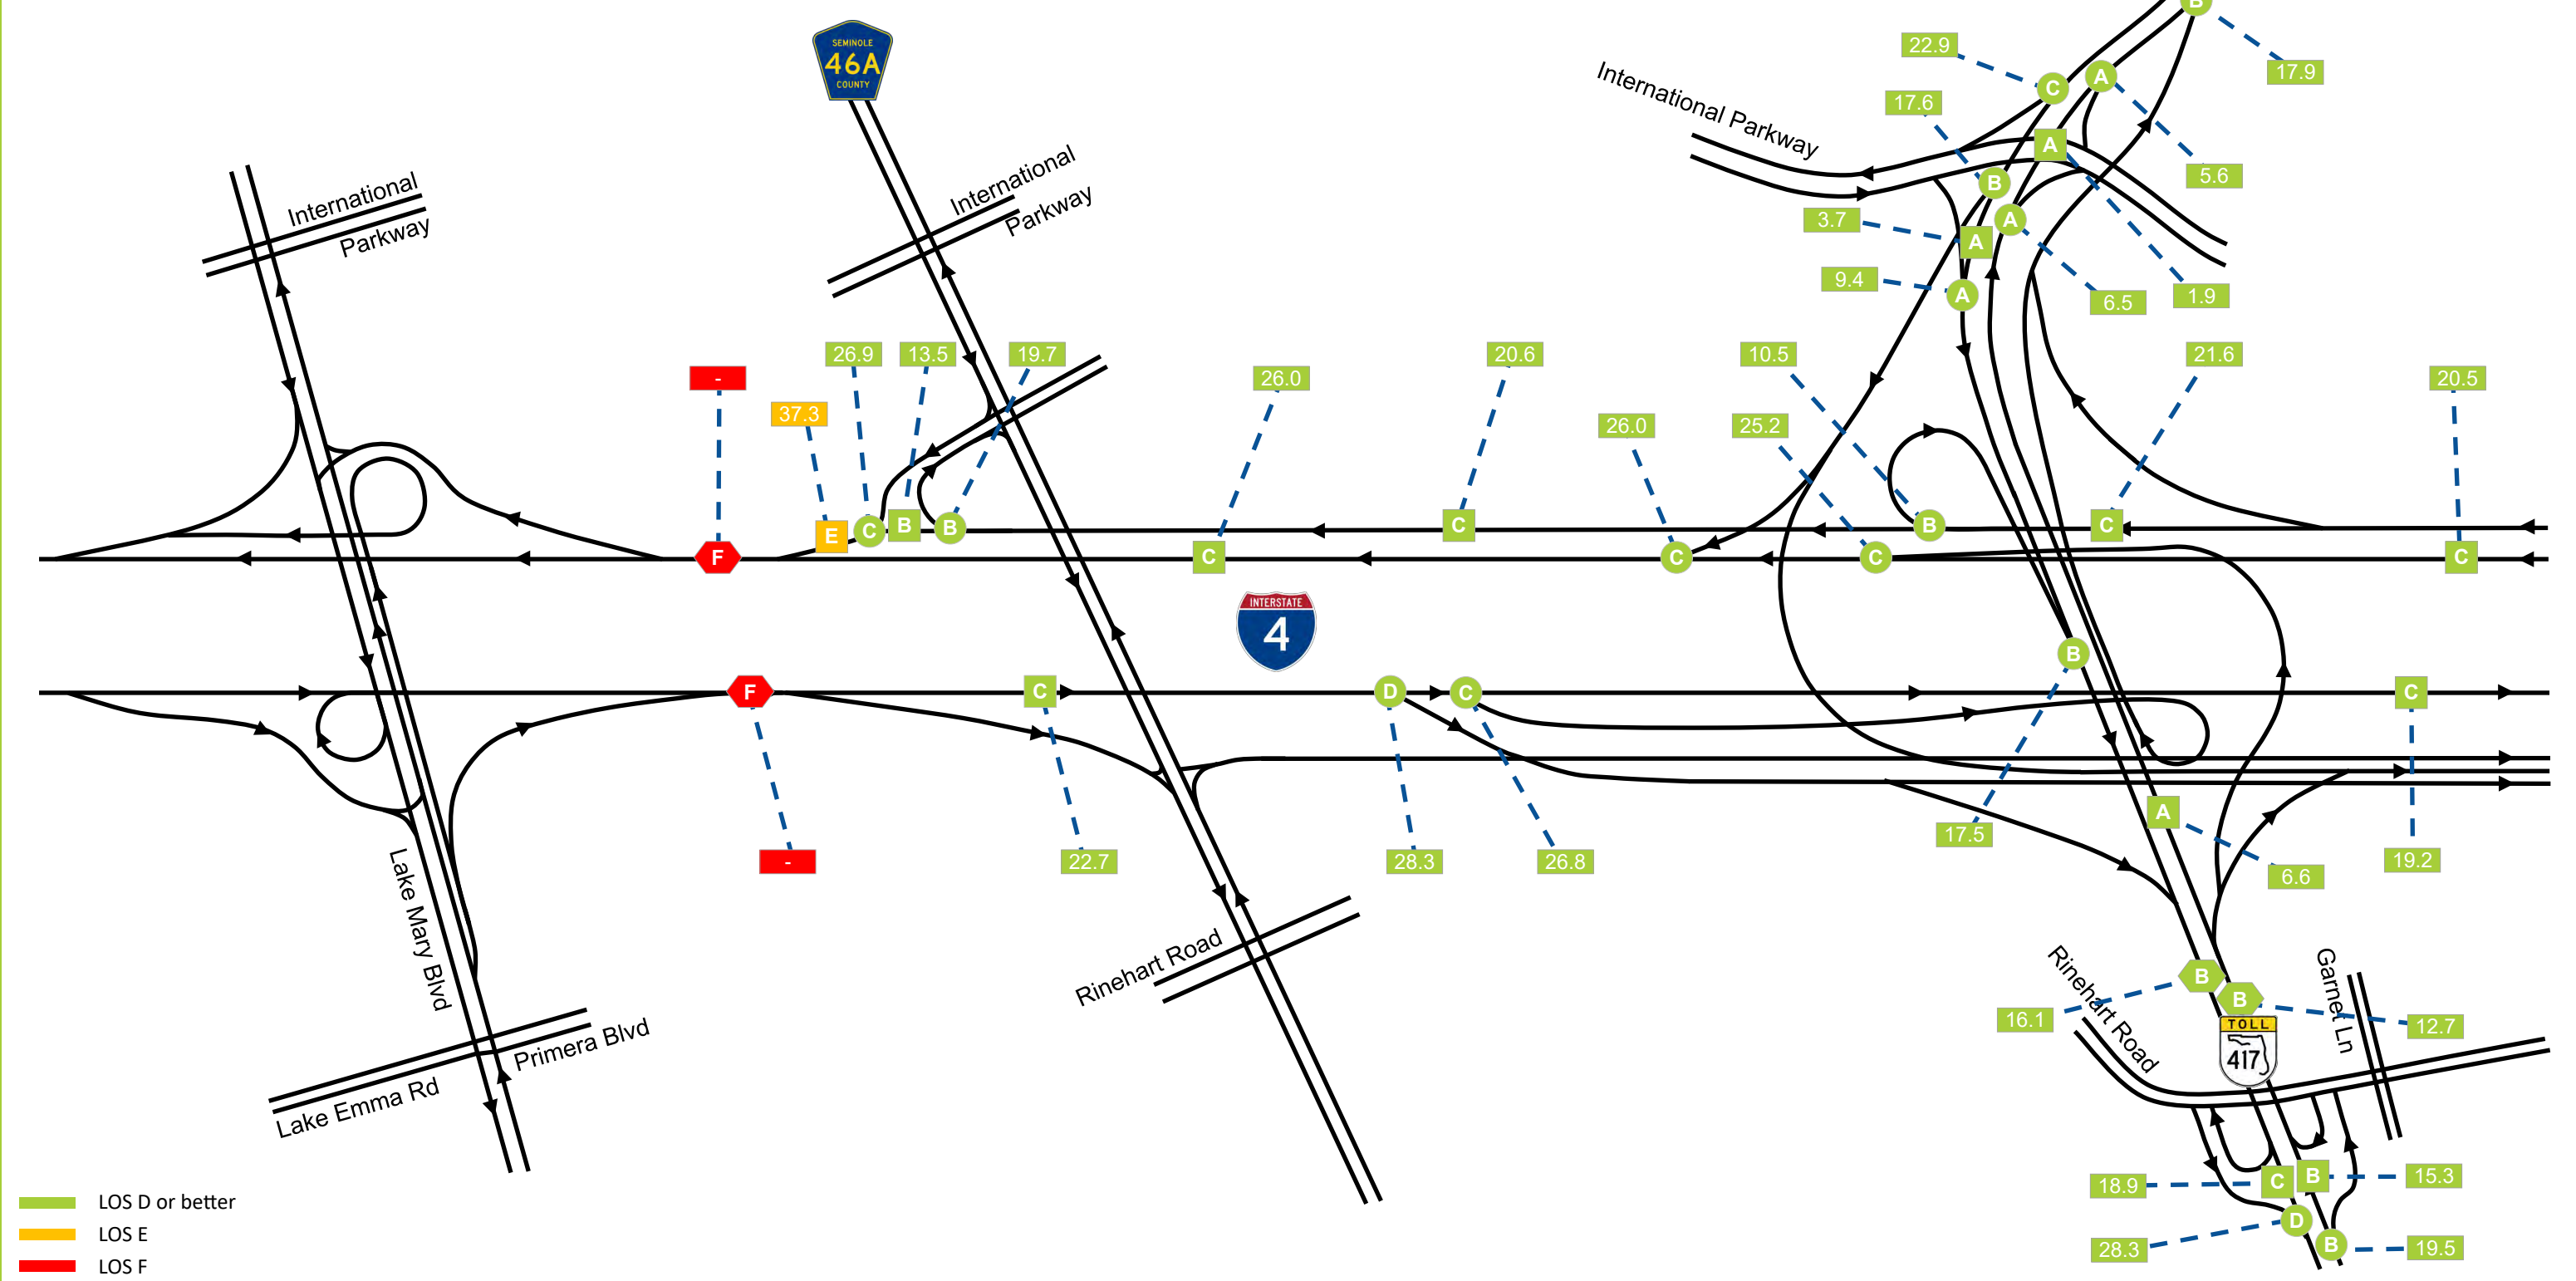 B
22.9
17.9
SEMINOLE
46A
COUNTY
C
A
International Parkway
17.6
A
5.6
B
International
Parkway
International
Parkway
3.7
A
A
9.4
A
6.5
1.9
-
37.3
26.9
13.5
19.7
26.0
20.6
26.0
25.2
10.5
21.6
20.5
F
E
C
B
B
C
C
C
C
B
C
C
INTERSTATE
4
F
C
D
C
B
C
-
22.7
28.3
26.8
17.5
A
6.6
19.2
Lake Mary Blvd
Rinehart Road
Rinehart Road
Garnet Ln
B
B
16.1
12.7
TOLL
417
Primera Blvd
Lake Emma Rd
18.9
C
B
15.3
28.3
D
B
19.5
LOS D or better
LOS E
LOS F